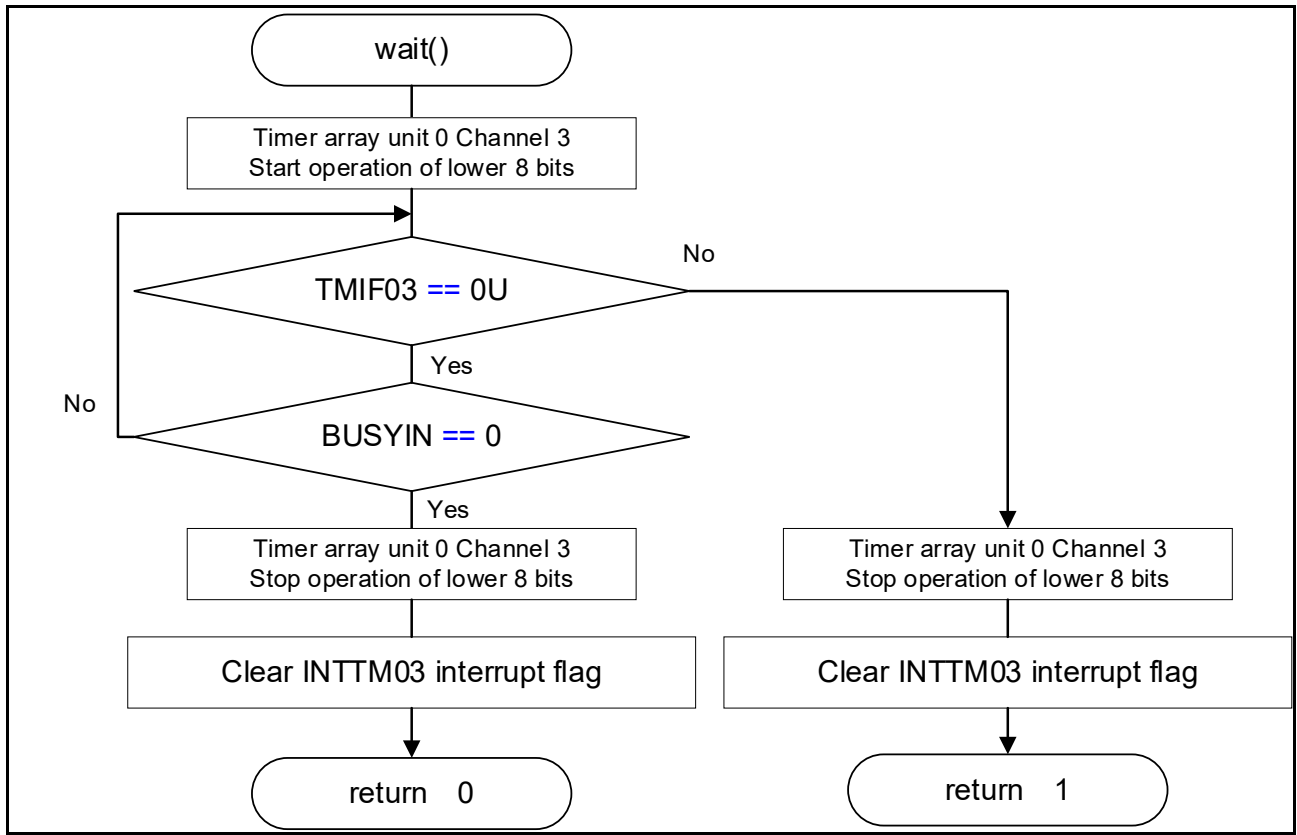 wait()
Timer array unit 0 Channel 3
Start operation of lower 8 bits
No
TMIF03 == 0U
Yes
No
BUSYIN == 0
Yes
Timer array unit 0 Channel 3
Stop operation of lower 8 bits
Timer array unit 0 Channel 3
Stop operation of lower 8 bits
Clear INTTM03 interrupt flag
Clear INTTM03 interrupt flag
return 0
return 1